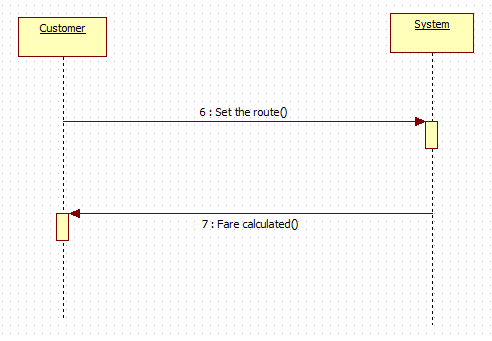 Customer
System
6 : Set the route()
7 : Fare calculated()